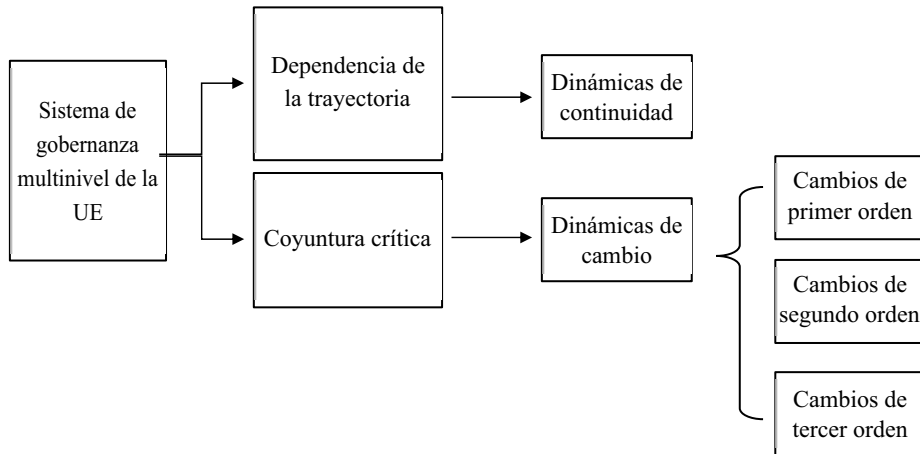 Sistema de
gobernanza
multinivel de la
UE
Dependencia de
la trayectoria
Dinámicas de
continuidad
Coyuntura crítica
Dinámicas de
cambio
Cambios de
primer orden
Cambios de
segundo orden
Cambios de
tercer orden